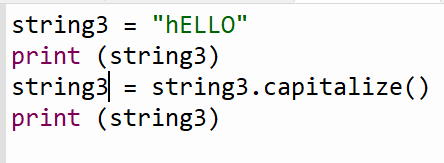 string3 = "hELLO"
print (string3)
string3 = string3.capitalize()
print (string3)